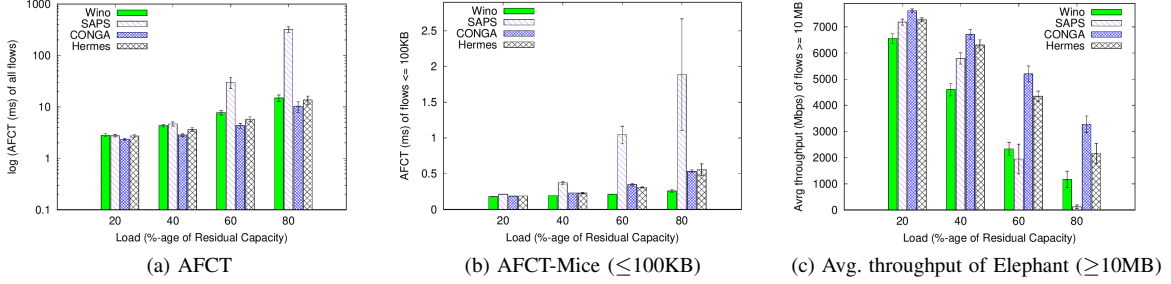 1000
100
10
1
0.1
log (AFCT (ms) of all flows)
Wino
SAPS
CONGA
Hermes
20 40 60 80
Load (%-age of Residual Capacity)
(a) AFCT
2.5
2
1.5
1
0.5
0
AFCT (ms) of flows <= 100KB
Wino
SAPS
CONGA
Hermes
20 40 60 80
Load (%-age of Residual Capacity)
(b) AFCT-Mice (≤100KB)
7000
6000
5000
4000
3000
2000
1000
0
Avrg throughput (Mbps) of flows >= 10 MB
Wino
SAPS
CONGA
Hermes
20 40 60 80
Load (%-age of Residual Capacity)
(c) Avg. throughput of Elephant (≥10MB)